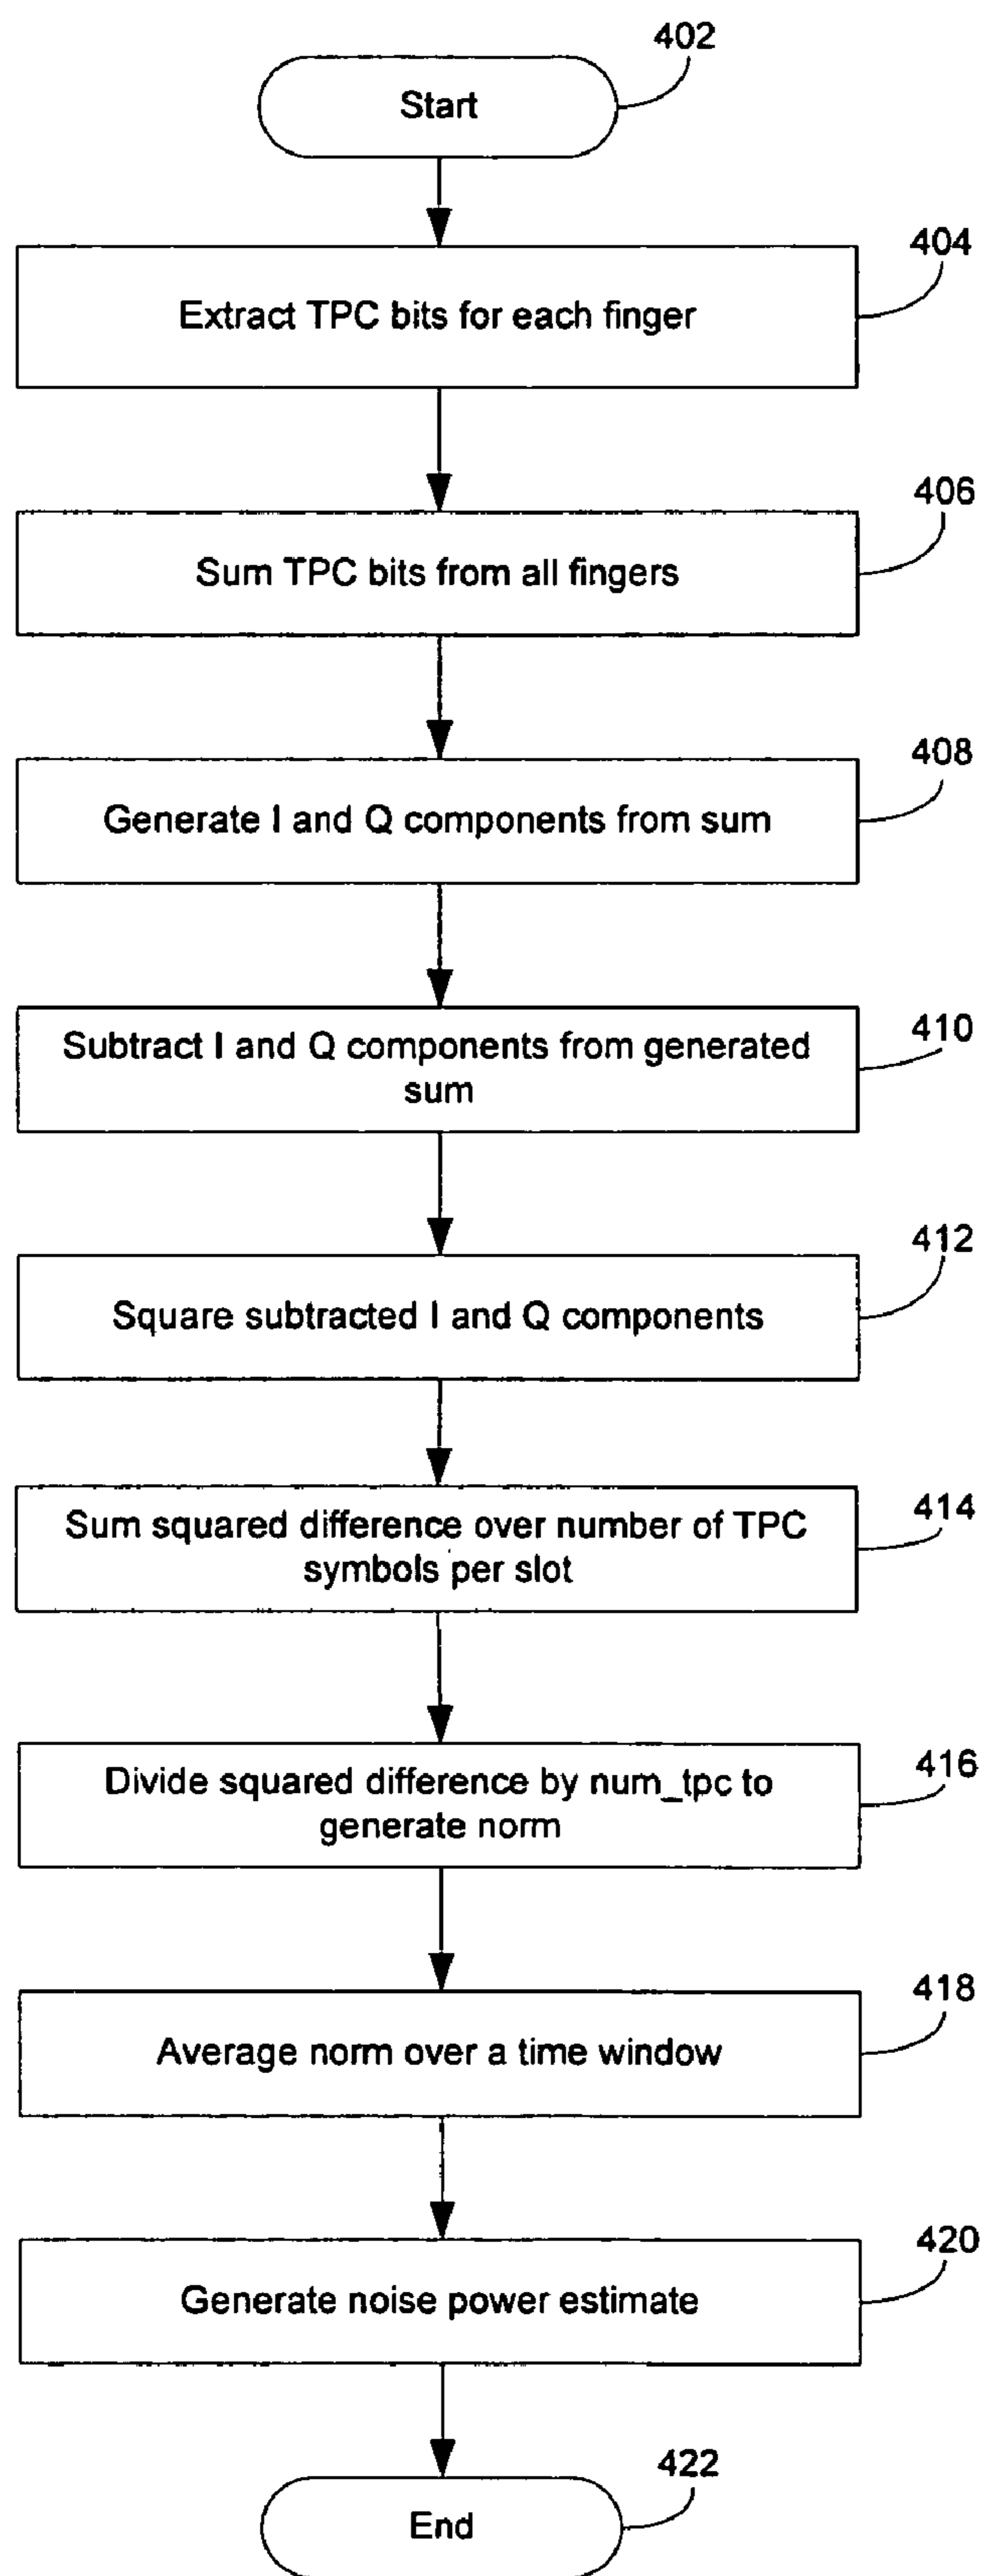 402
Start
404
Extract TPC bits for each finger
406
Sum TPC bits from all fingers
408
Generate I and Q components from sum
410
Subtract I and Q components from generated
sum
412
Square subtracted I and Q components
414
Sum squared difference over number of TPC
symbols per slot
416
Divide squared difference by num_tpc to
generate norm
418
Average norm over a time window
420
Generate noise power estimate
422
End